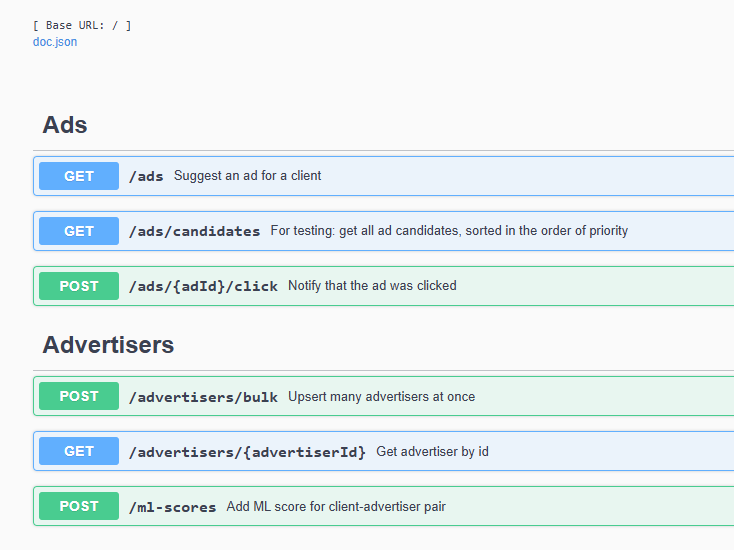 [ Base URL: / ]
doc.json
Ads
GET /ads Suggest an ad for a client
GET /ads/candidates For testing: get all ad candidates, sorted in the order of priority
POST /ads/{adId}/click Notify that the ad was clicked
Advertisers
POST /advertisers/bulk Upsert many advertisers at once
GET /advertisers/{advertiserId} Get advertiser by id
POST /ml-scores Add ML score for client-advertiser pair